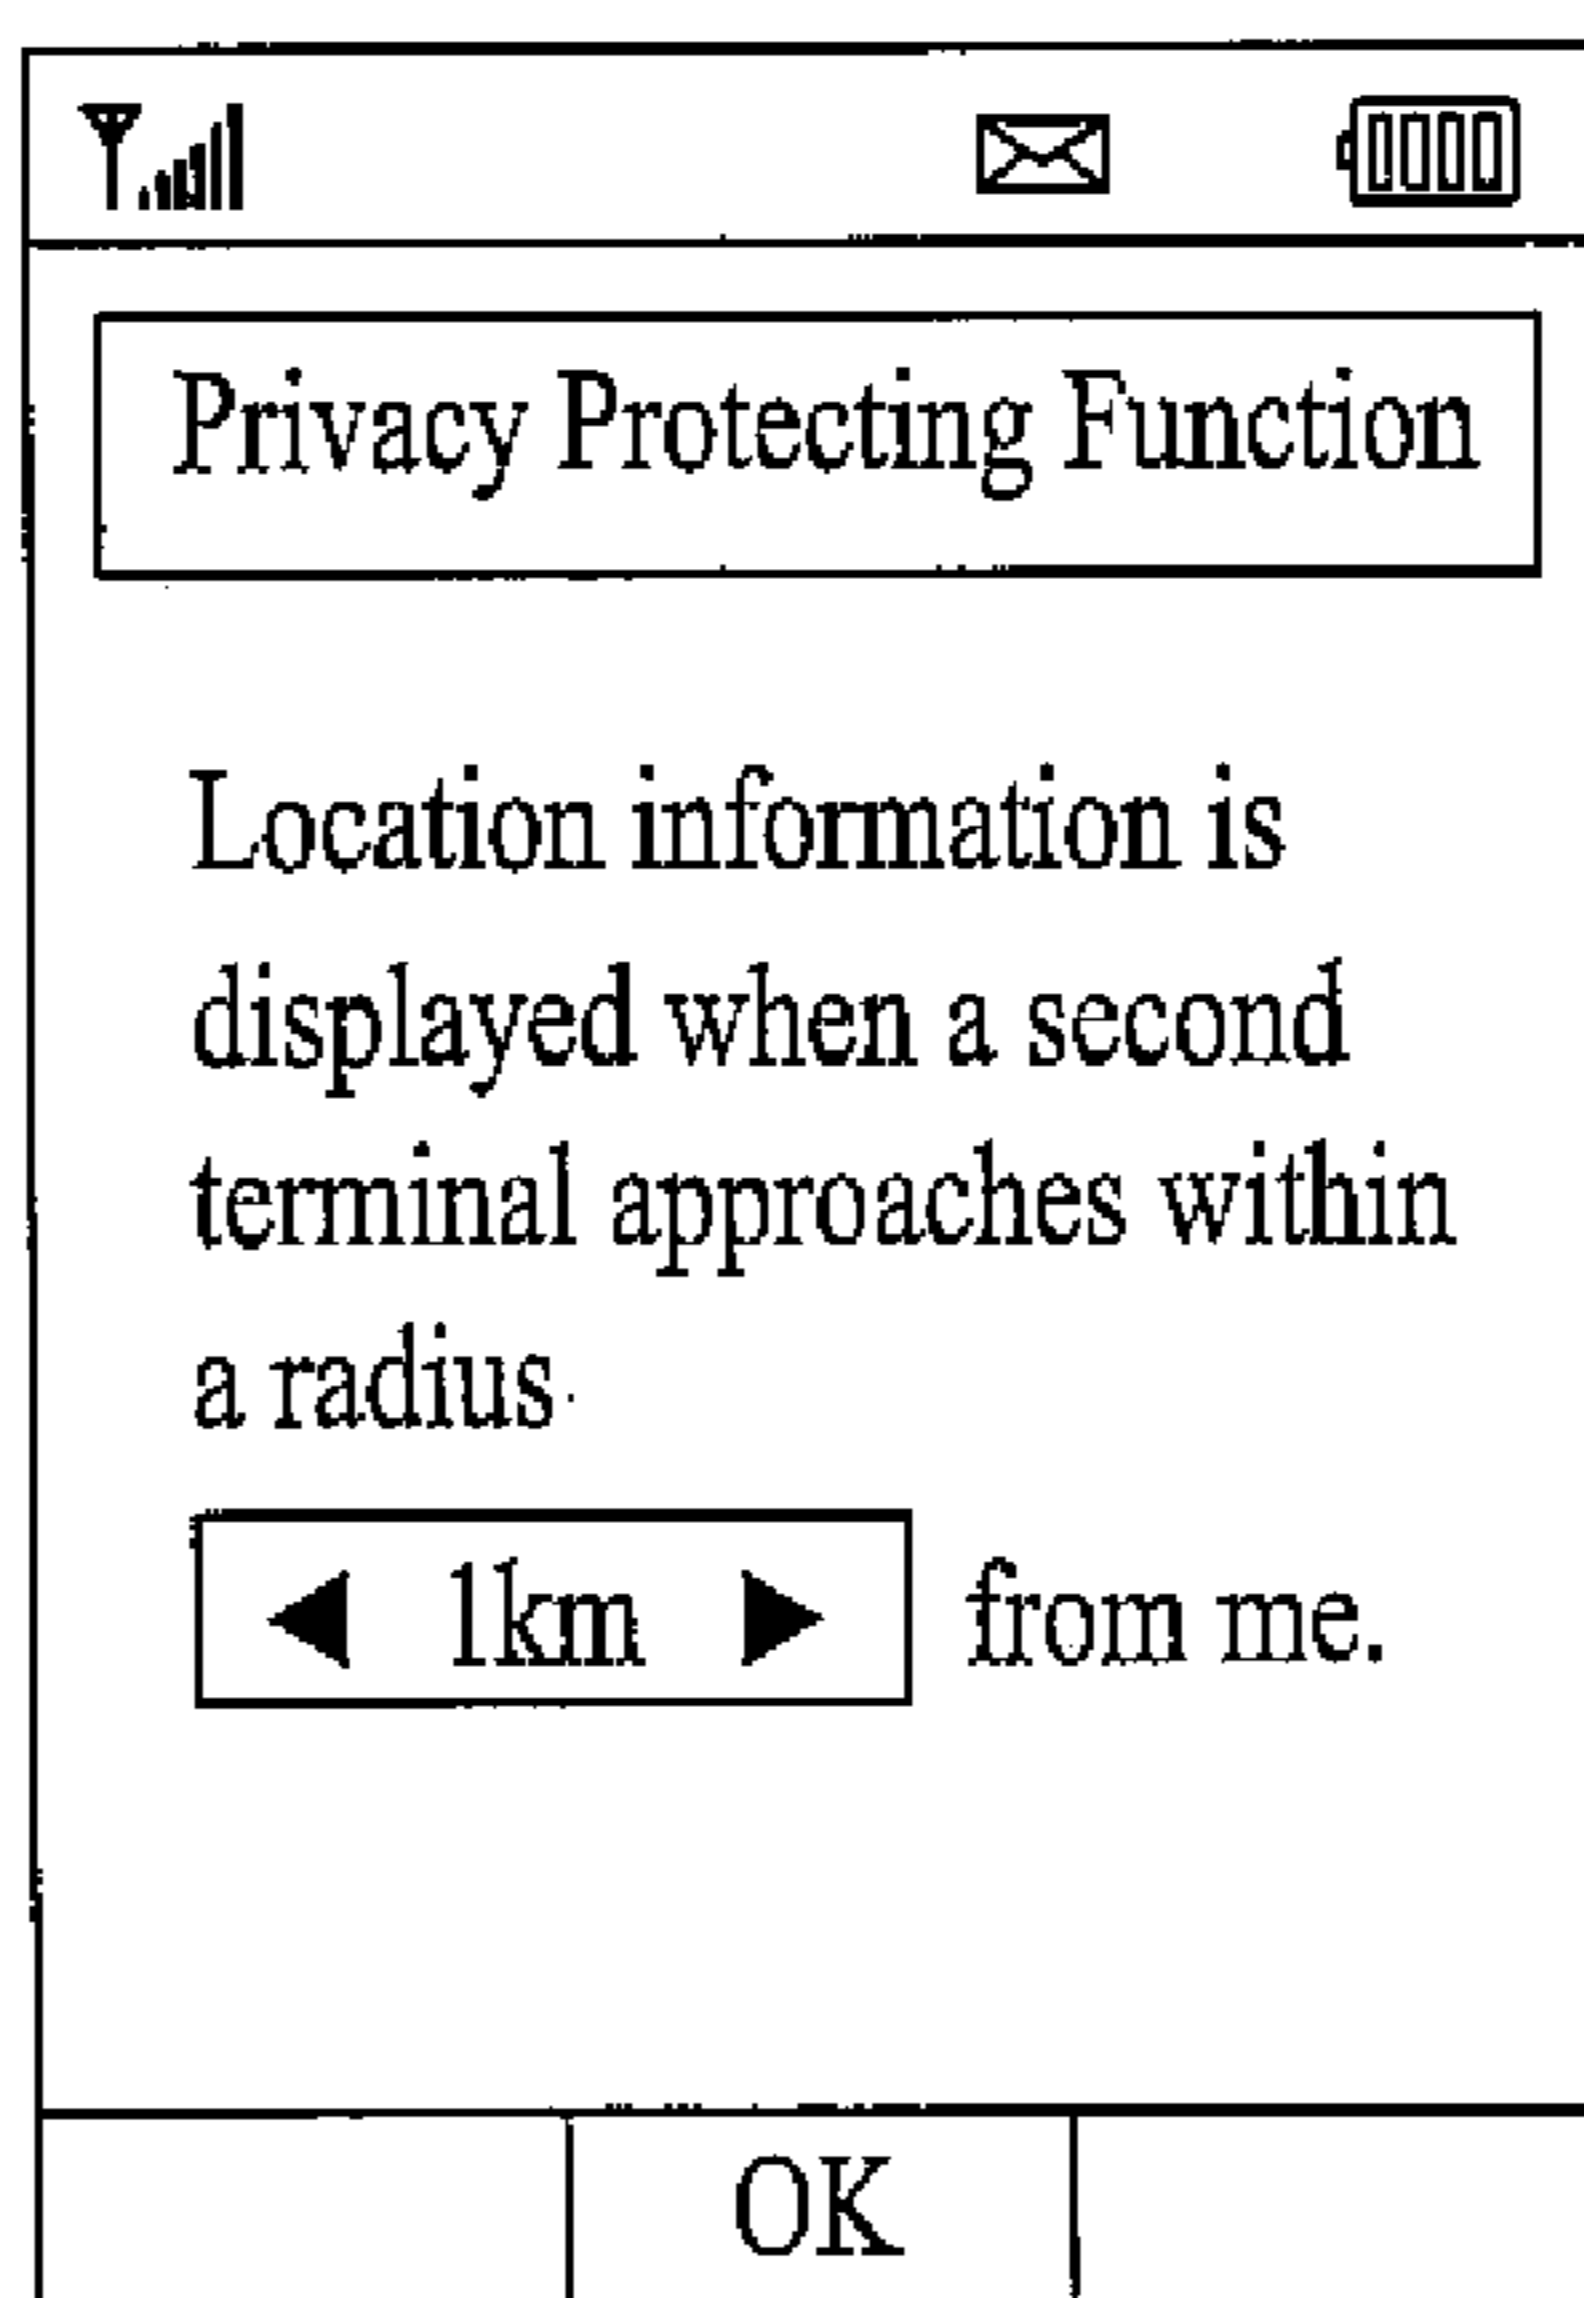 Privacy Protecting Function
Location information is
displayed when a second
terminal approaches within
a radius
1km from me.
OK